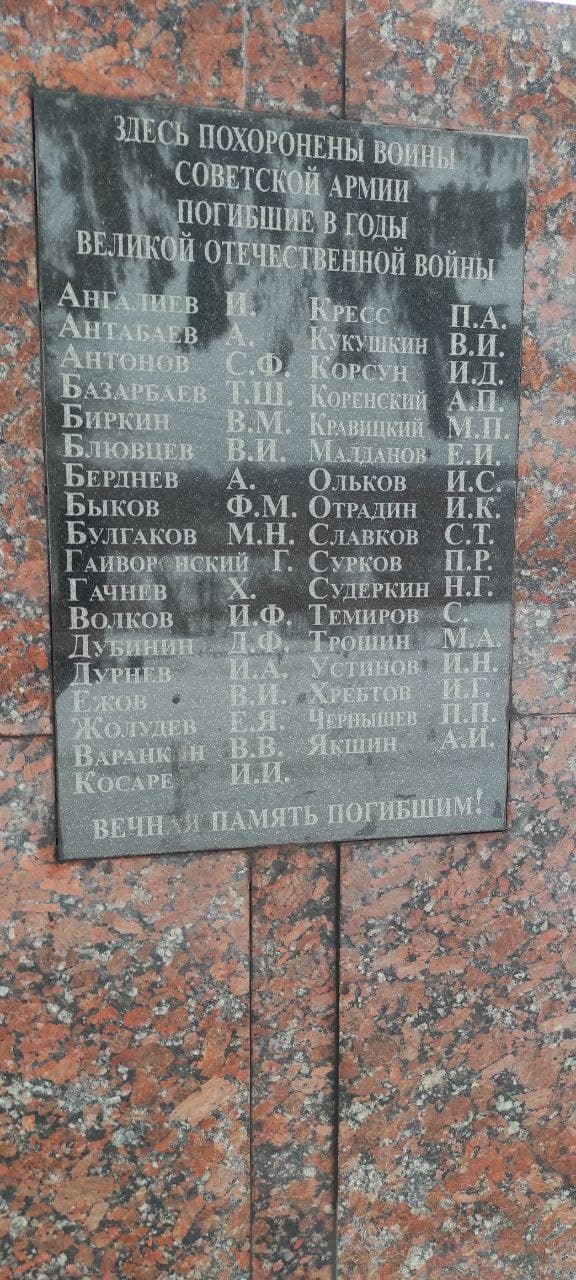 ЗДЕСЬ ПОХОРОНЕНЫ ВОИНЫ
СОВЕТСКОЙ АРМИИ
ПОГИБШИЕ В ГОДЫ
ВЕЛИКОЙ ОТЕЧЕСТВЕННОЙ ВОЙНЫ
АНГАЛИЕВ И.
АНТАБАЕВ А.
АНТОНОВ С.Ф.
БАЗАРБАЕВ Т.Ш.
БИРКИН В.М.
БЛЮВЦЕВ В.И.
БЕРДНЕВ А.
БЫКОВ Ф.М.
БУЛГАКОВ М.Н.
ГАИВОРОНСКИЙ Г.
ГАЧНЕВ Х.
ВОЛКОВ И.Ф.
ДУБИНИН Д.Ф.
ДУРНЕВ И.А.
ЕЖОВ В.И.
ЖОЛУДЕВ Е.Я.
ВАРАНКИН В.В.
КОСАРЕ И.И.
КРЕСС П.А.
КУКУШКИН В.И.
КОРСУН И.Д.
КОРЕНСКИЙ А.П.
КРАВИЦКИЙ М.П.
МАЛДАНОВ Е.И.
ОЛЬКОВ И.С.
ОТРАДИН И.К.
СЛАВКОВ С.Т.
СУРКОВ П.Р.
СУДЕРКИН Н.Г.
ТЕМИРОВ С.
ТРОШИН М.А.
УСТИНОВ И.Н.
ХРЕБТОВ И.Г.
ЧЕРНЫШЕВ Л.П.
ЯКШИН А.И.
ВЕЧНАЯ ПАМЯТЬ ПОГИБШИМ!